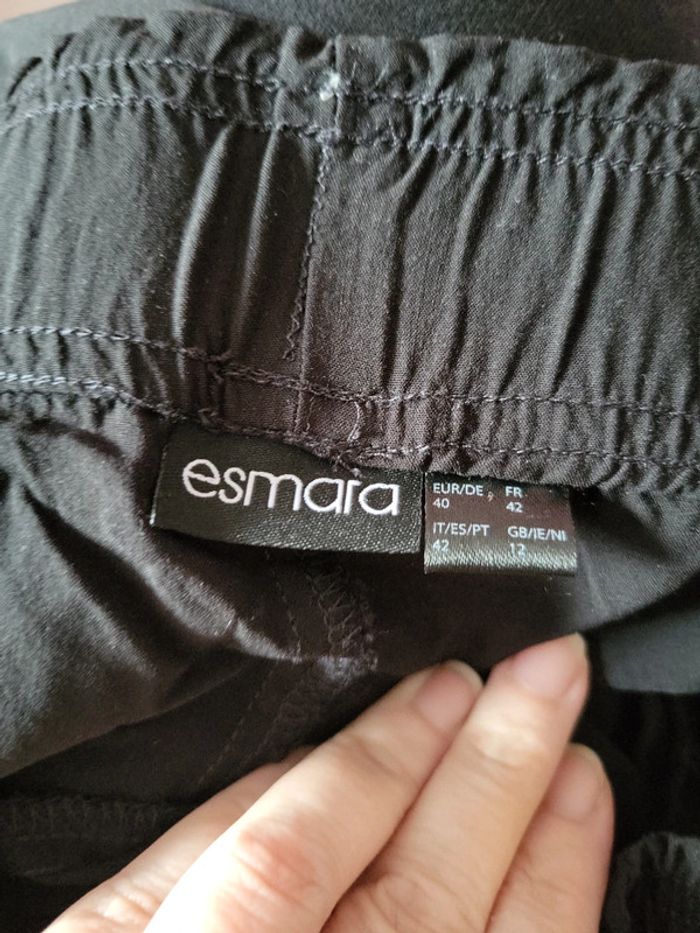 esmara
EUR/DE FR
40 42
IT/ES/PT GB/IE/NI
42 12